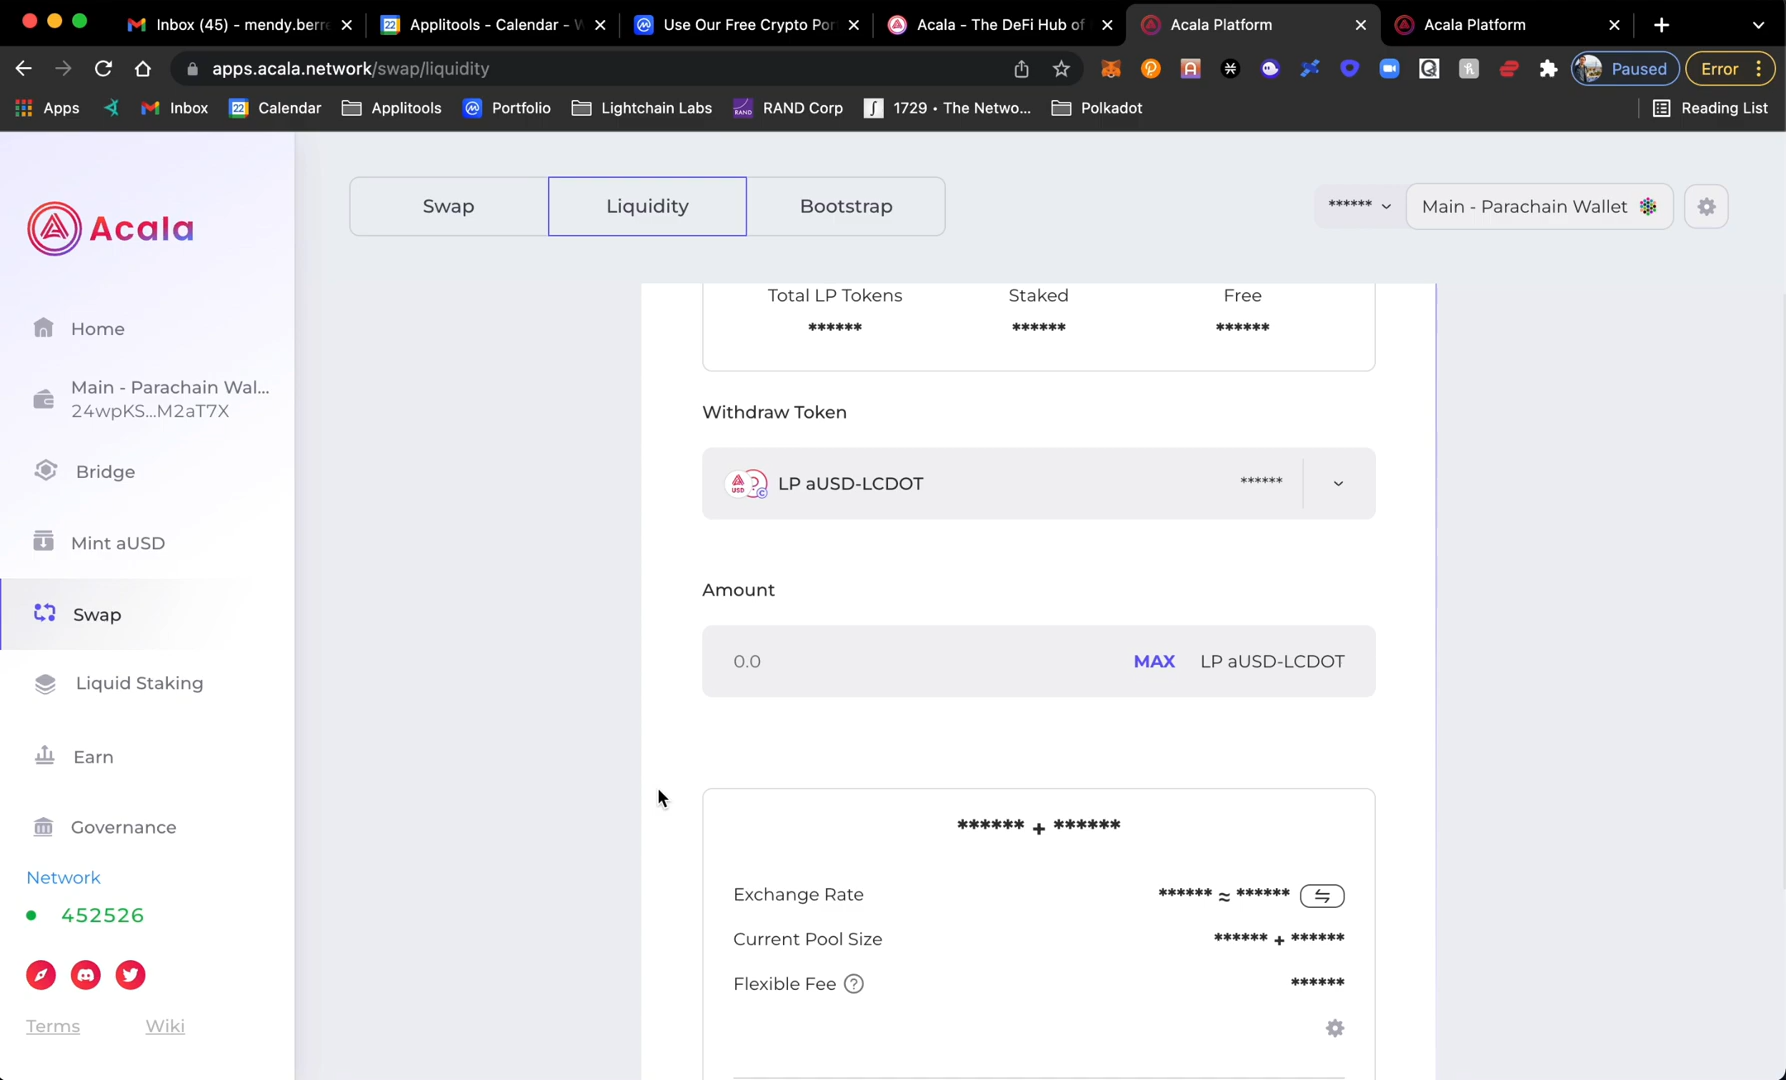 Inbox (45) - mendy.berre
Applitools - Calendar - W
Use Our Free Crypto Por
Acala - The DeFi Hub of
Acala Platform
Acala Platform
apps.acala.network/swap/liquidity
Paused
Error
Apps
Inbox
Calendar
Applitools
Portfolio
Lightchain Labs
RAND Corp
1729 • The Netwo...
Polkadot
Reading List
Acala
Home
Main - Parachain Wal...
24wpKS...M2aT7X
Bridge
Mint aUSD
Swap
Liquid Staking
Earn
Governance
Network
452526
Terms
Wiki
Swap
Liquidity
Bootstrap
******
Main - Parachain Wallet
Total LP Tokens
Staked
Free
******
******
******
Withdraw Token
LP aUSD-LCDOT
******
Amount
0.0
MAX
LP aUSD-LCDOT
****** + ******
Exchange Rate
****** ≈ ******
Current Pool Size
****** + ******
Flexible Fee ?
******